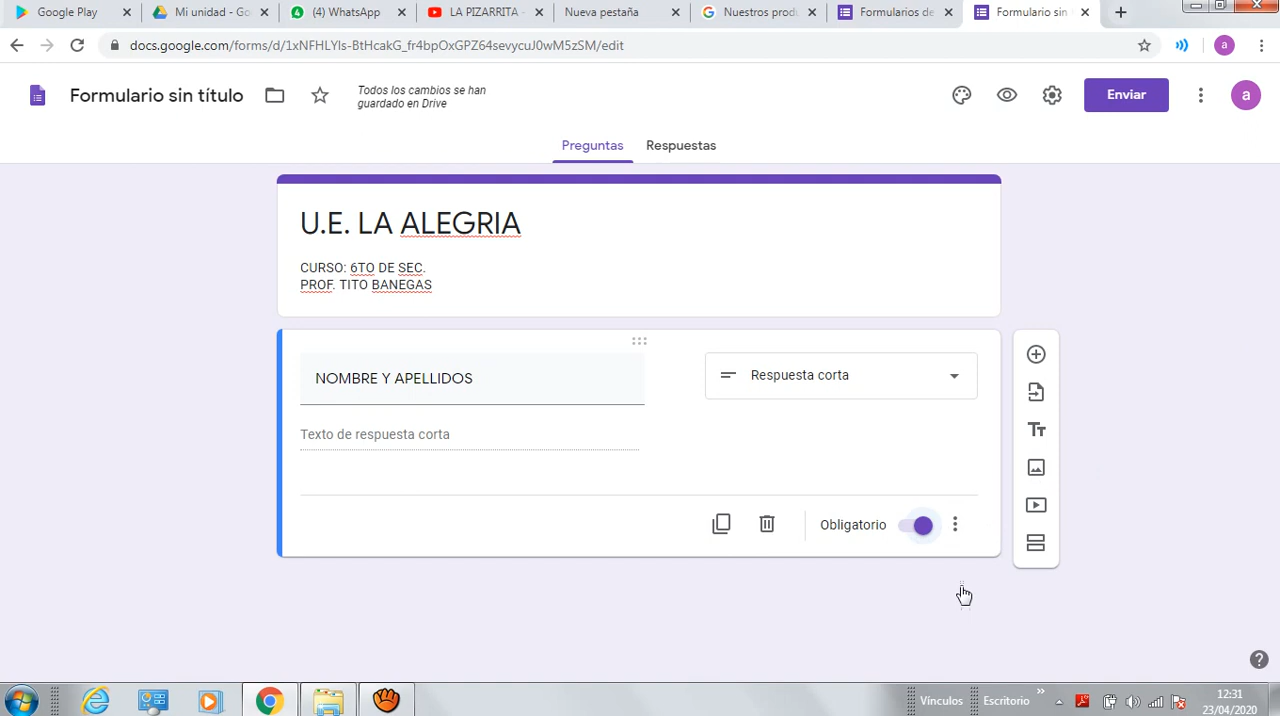 Google Play
Mi unidad - Go
(4) WhatsApp
LA PIZARRITA -
Nueva pestaña
Nuestros prod
Formularios de
Formulario sin
docs.google.com/forms/d/1xNFHLYls-BtHcakG_fr4bpOxGPZ64sevycuJ0wM5zSM/edit
a
Formulario sin título
Todos los cambios se han
guardado en Drive
Enviar
a
Preguntas
Respuestas
U.E. LA ALEGRIA
CURSO: 6TO DE SEC.
PROF. TITO BANEGAS
NOMBRE Y APELLIDOS
Respuesta corta
Texto de respuesta corta
Obligatorio
Vínculos
Escritorio
12:31
23/04/2020